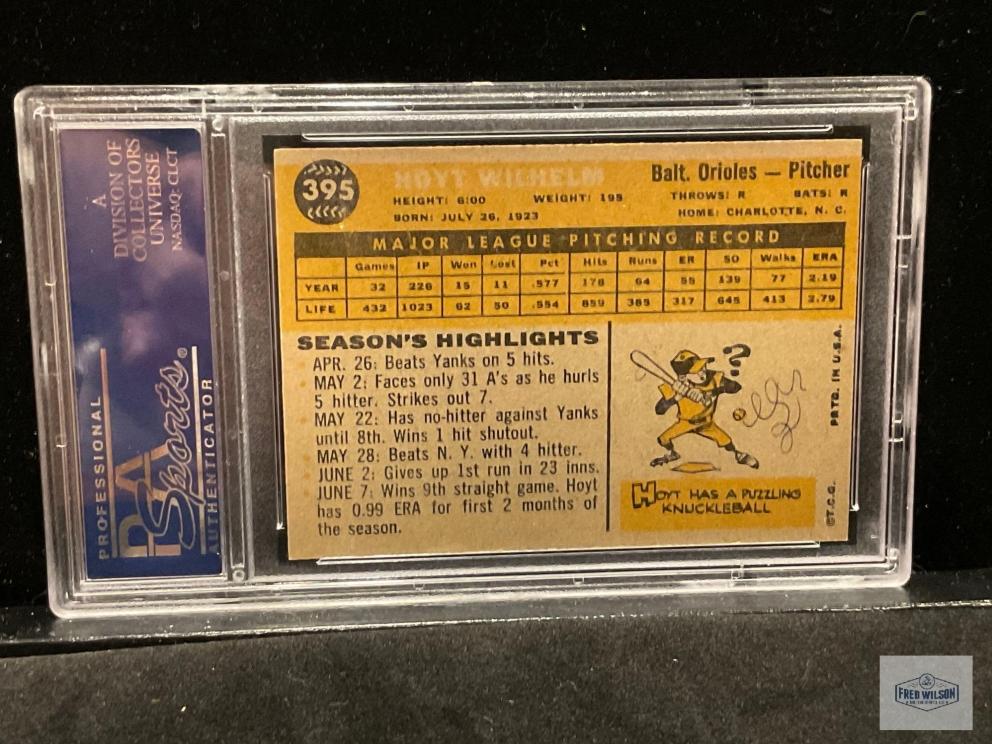 A
DIVISION OF
COLLECTORS
UNIVERSE
NASDAQ: CLCT
PROFESSIONAL
PSA
Sports®
AUTHENTICATOR
395
HOYT WILHELM
Balt. Orioles — Pitcher
HEIGHT: 6:00 WEIGHT: 195 THROWS: R BATS: R
BORN: JULY 26, 1923 HOME: CHARLOTTE, N. C.
MAJOR LEAGUE PITCHING RECORD
Games IP Won Lost Pct Hits Runs ER SO Walks ERA
YEAR 32 226 15 11 .577 178 64 55 139 77 2.19
LIFE 432 1023 62 50 .554 859 385 317 645 413 2.79
SEASON'S HIGHLIGHTS
APR. 26: Beats Yanks on 5 hits.
MAY 2: Faces only 31 A's as he hurls
5 hitter. Strikes out 7.
MAY 22: Has no-hitter against Yanks
until 8th. Wins 1 hit shutout.
MAY 28: Beats N. Y. with 4 hitter.
JUNE 2: Gives up 1st run in 23 inns.
JUNE 7: Wins 9th straight game. Hoyt
has 0.99 ERA for first 2 months of
the season.
?
HOYT HAS A PUZZLING
KNUCKLEBALL
©T.C.G. PRTD. IN U.S.A.
FRED WILSON